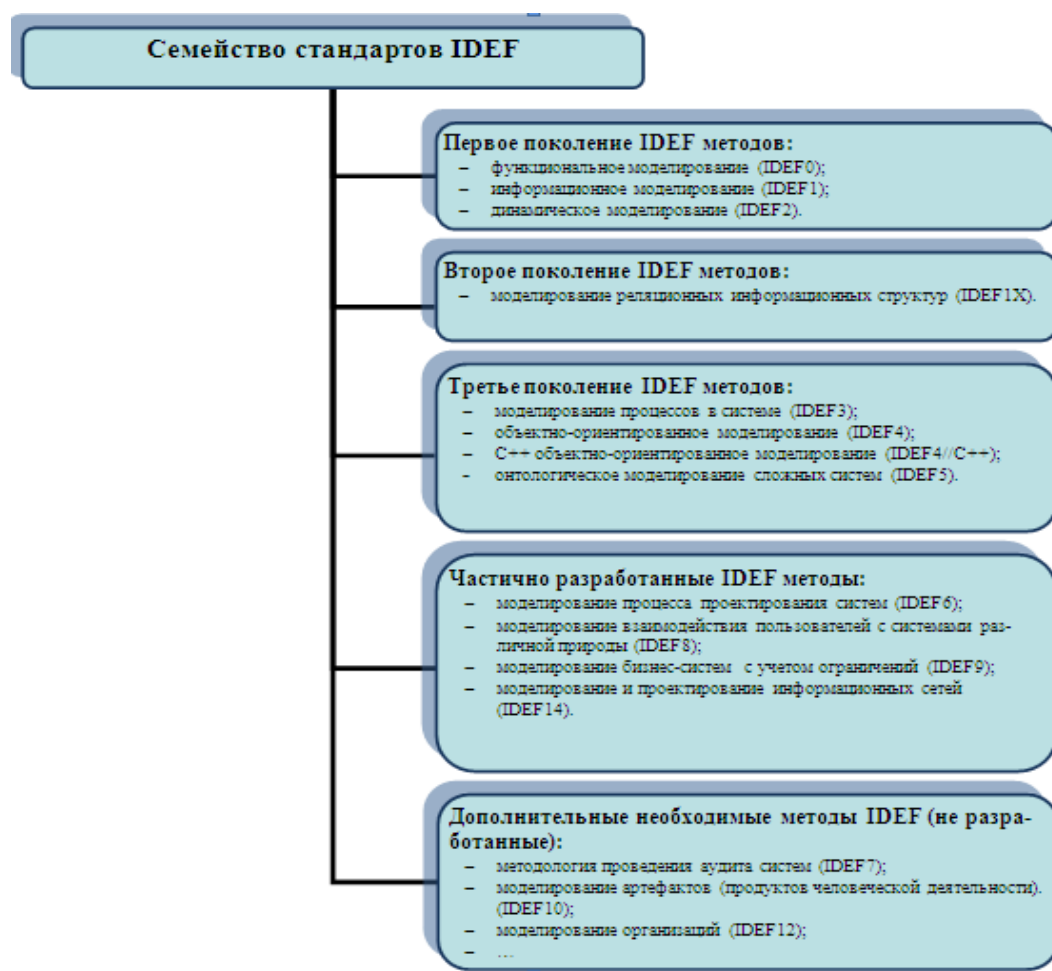 Семейство стандартов IDEF
Первое поколение IDEF методов:
– функциональное моделирование (IDEF0);
– информационное моделирование (IDEF1);
– динамическое моделирование (IDEF2).
Второе поколение IDEF методов:
– моделирование реляционных информационных структур (IDEF1X).
Третье поколение IDEF методов:
– моделирование процессов в системе (IDEF3);
– объектно-ориентированное моделирование (IDEF4);
– С++ объектно-ориентированное моделирование (IDEF4//C++);
– онтологическое моделирование сложных систем (IDEF5).
Частично разработанные IDEF методы:
– моделирование процесса проектирования систем (IDEF6);
– моделирование взаимодействия пользователей с системами раз-
личной природы (IDEF8);
– моделирование бизнес-систем с учетом ограничений (IDEF9);
– моделирование и проектирование информационных сетей
(IDEF14).
Дополнительные необходимые методы IDEF (не разра-
ботанные):
– методология проведения аудита систем (IDEF7);
– моделирование артефактов (продуктов человеческой деятельности).
(IDEF10);
– моделирование организаций (IDEF12);
– ...